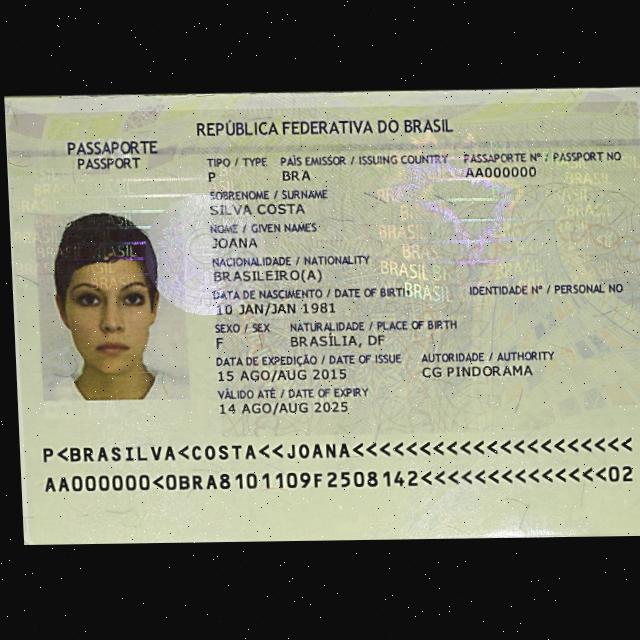 REPÚBLICA FEDERATIVA DO BRASIL
PASSAPORTE
PASSPORT
TIPO / TYPE PAÍS EMISSOR / ISSUING COUNTRY PASSAPORTE Nº / PASSPORT NO
P BRA AA000000
SOBRENOME / SURNAME
SILVA COSTA
NOME / GIVEN NAMES
JOANA
NACIONALIDADE / NATIONALITY
BRASILEIRO(A)
DATA DE NASCIMENTO / DATE OF BIRTH IDENTIDADE Nº / PERSONAL NO
10 JAN/JAN 1981
SEXO / SEX NATURALIDADE / PLACE OF BIRTH
F BRASÍLIA, DF
DATA DE EXPEDIÇÃO / DATE OF ISSUE AUTORIDADE / AUTHORITY
15 AGO/AUG 2015 CG PINDORAMA
VÁLIDO ATÉ / DATE OF EXPIRY
14 AGO/AUG 2025
P<BRASILVA<COSTA<<JOANA<<<<<<<<<<<<<<<<<<<<<
AA000000<0BRA8101109F2508142<<<<<<<<<<<<<<02